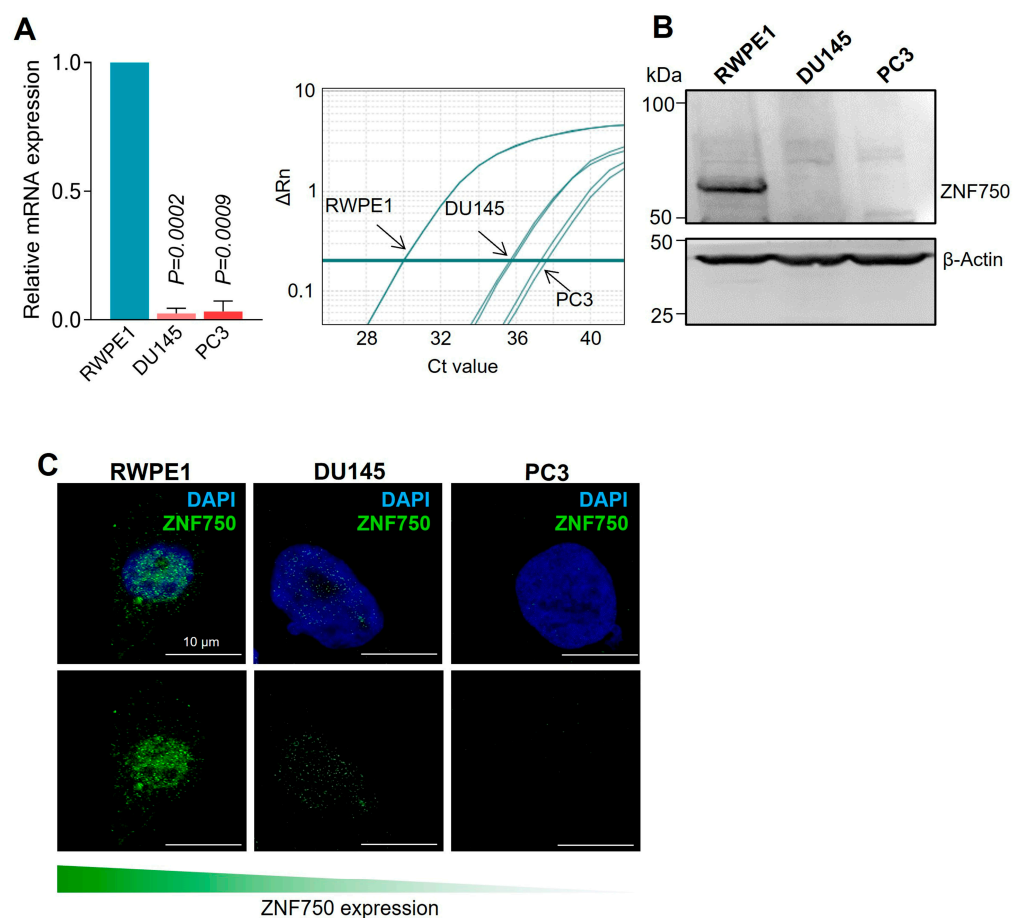 A
Relative mRNA expression
1.0
0.5
0.0
P=0.0002
P=0.0009
RWPE1
DU145
PC3
ΔRn
10
1
0.1
RWPE1
DU145
PC3
28 32 36 40
Ct value
B
kDa
RWPE1
DU145
PC3
100
50
ZNF750
50
25
β-Actin
C
RWPE1 DU145 PC3
DAPI DAPI DAPI
ZNF750 ZNF750 ZNF750
10 µm
ZNF750 expression